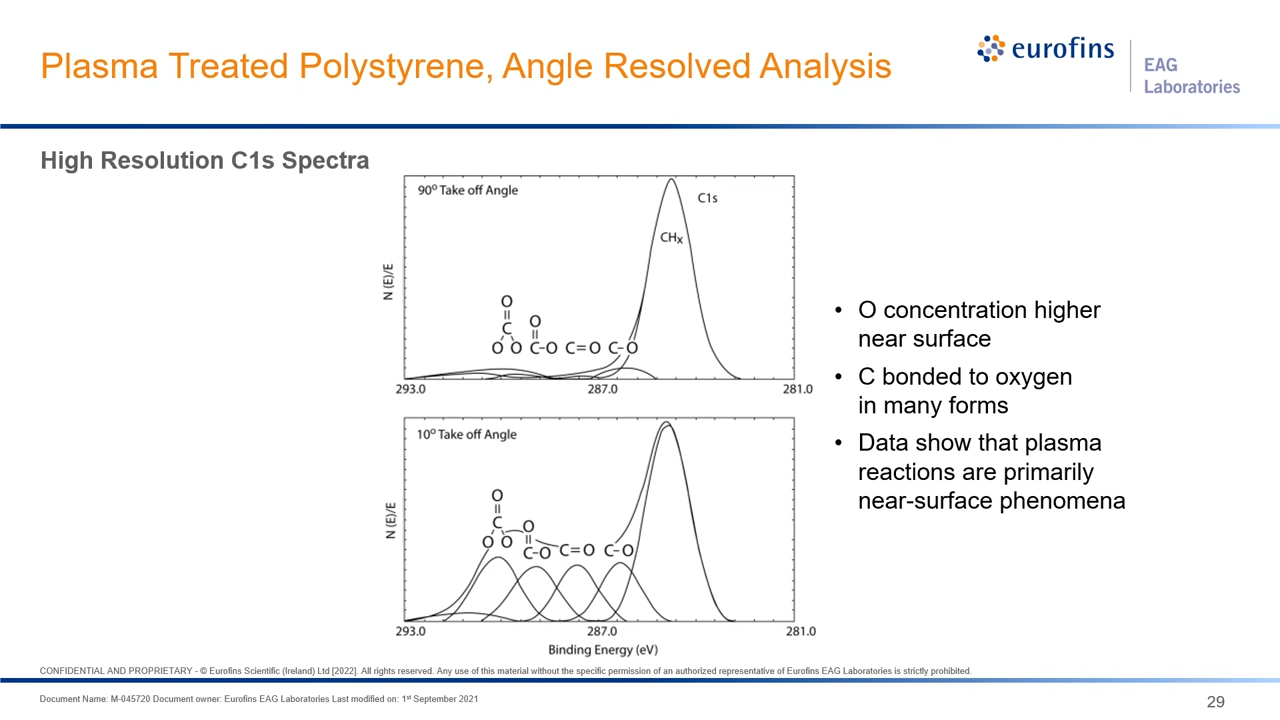 Plasma Treated Polystyrene, Angle Resolved Analysis
eurofins
EAG
Laboratories
High Resolution C1s Spectra
90⁰ Take off Angle
C1s
CHx
N (E)/E
O
O
C
O O C-O C=O C-O
293.0 287.0 281.0
10⁰ Take off Angle
N (E)/E
O
C O
O O C-O C=O C-O
293.0 287.0 281.0
Binding Energy (eV)
• O concentration higher
near surface
• C bonded to oxygen
in many forms
• Data show that plasma
reactions are primarily
near-surface phenomena
CONFIDENTIAL AND PROPRIETARY - © Eurofins Scientific (Ireland) Ltd [2022]. All rights reserved. Any use of this material without the specific permission of an authorized representative of Eurofins EAG Laboratories is strictly prohibited.
Document Name: M-045720 Document owner: Eurofins EAG Laboratories Last modified on: 1st September 2021
29